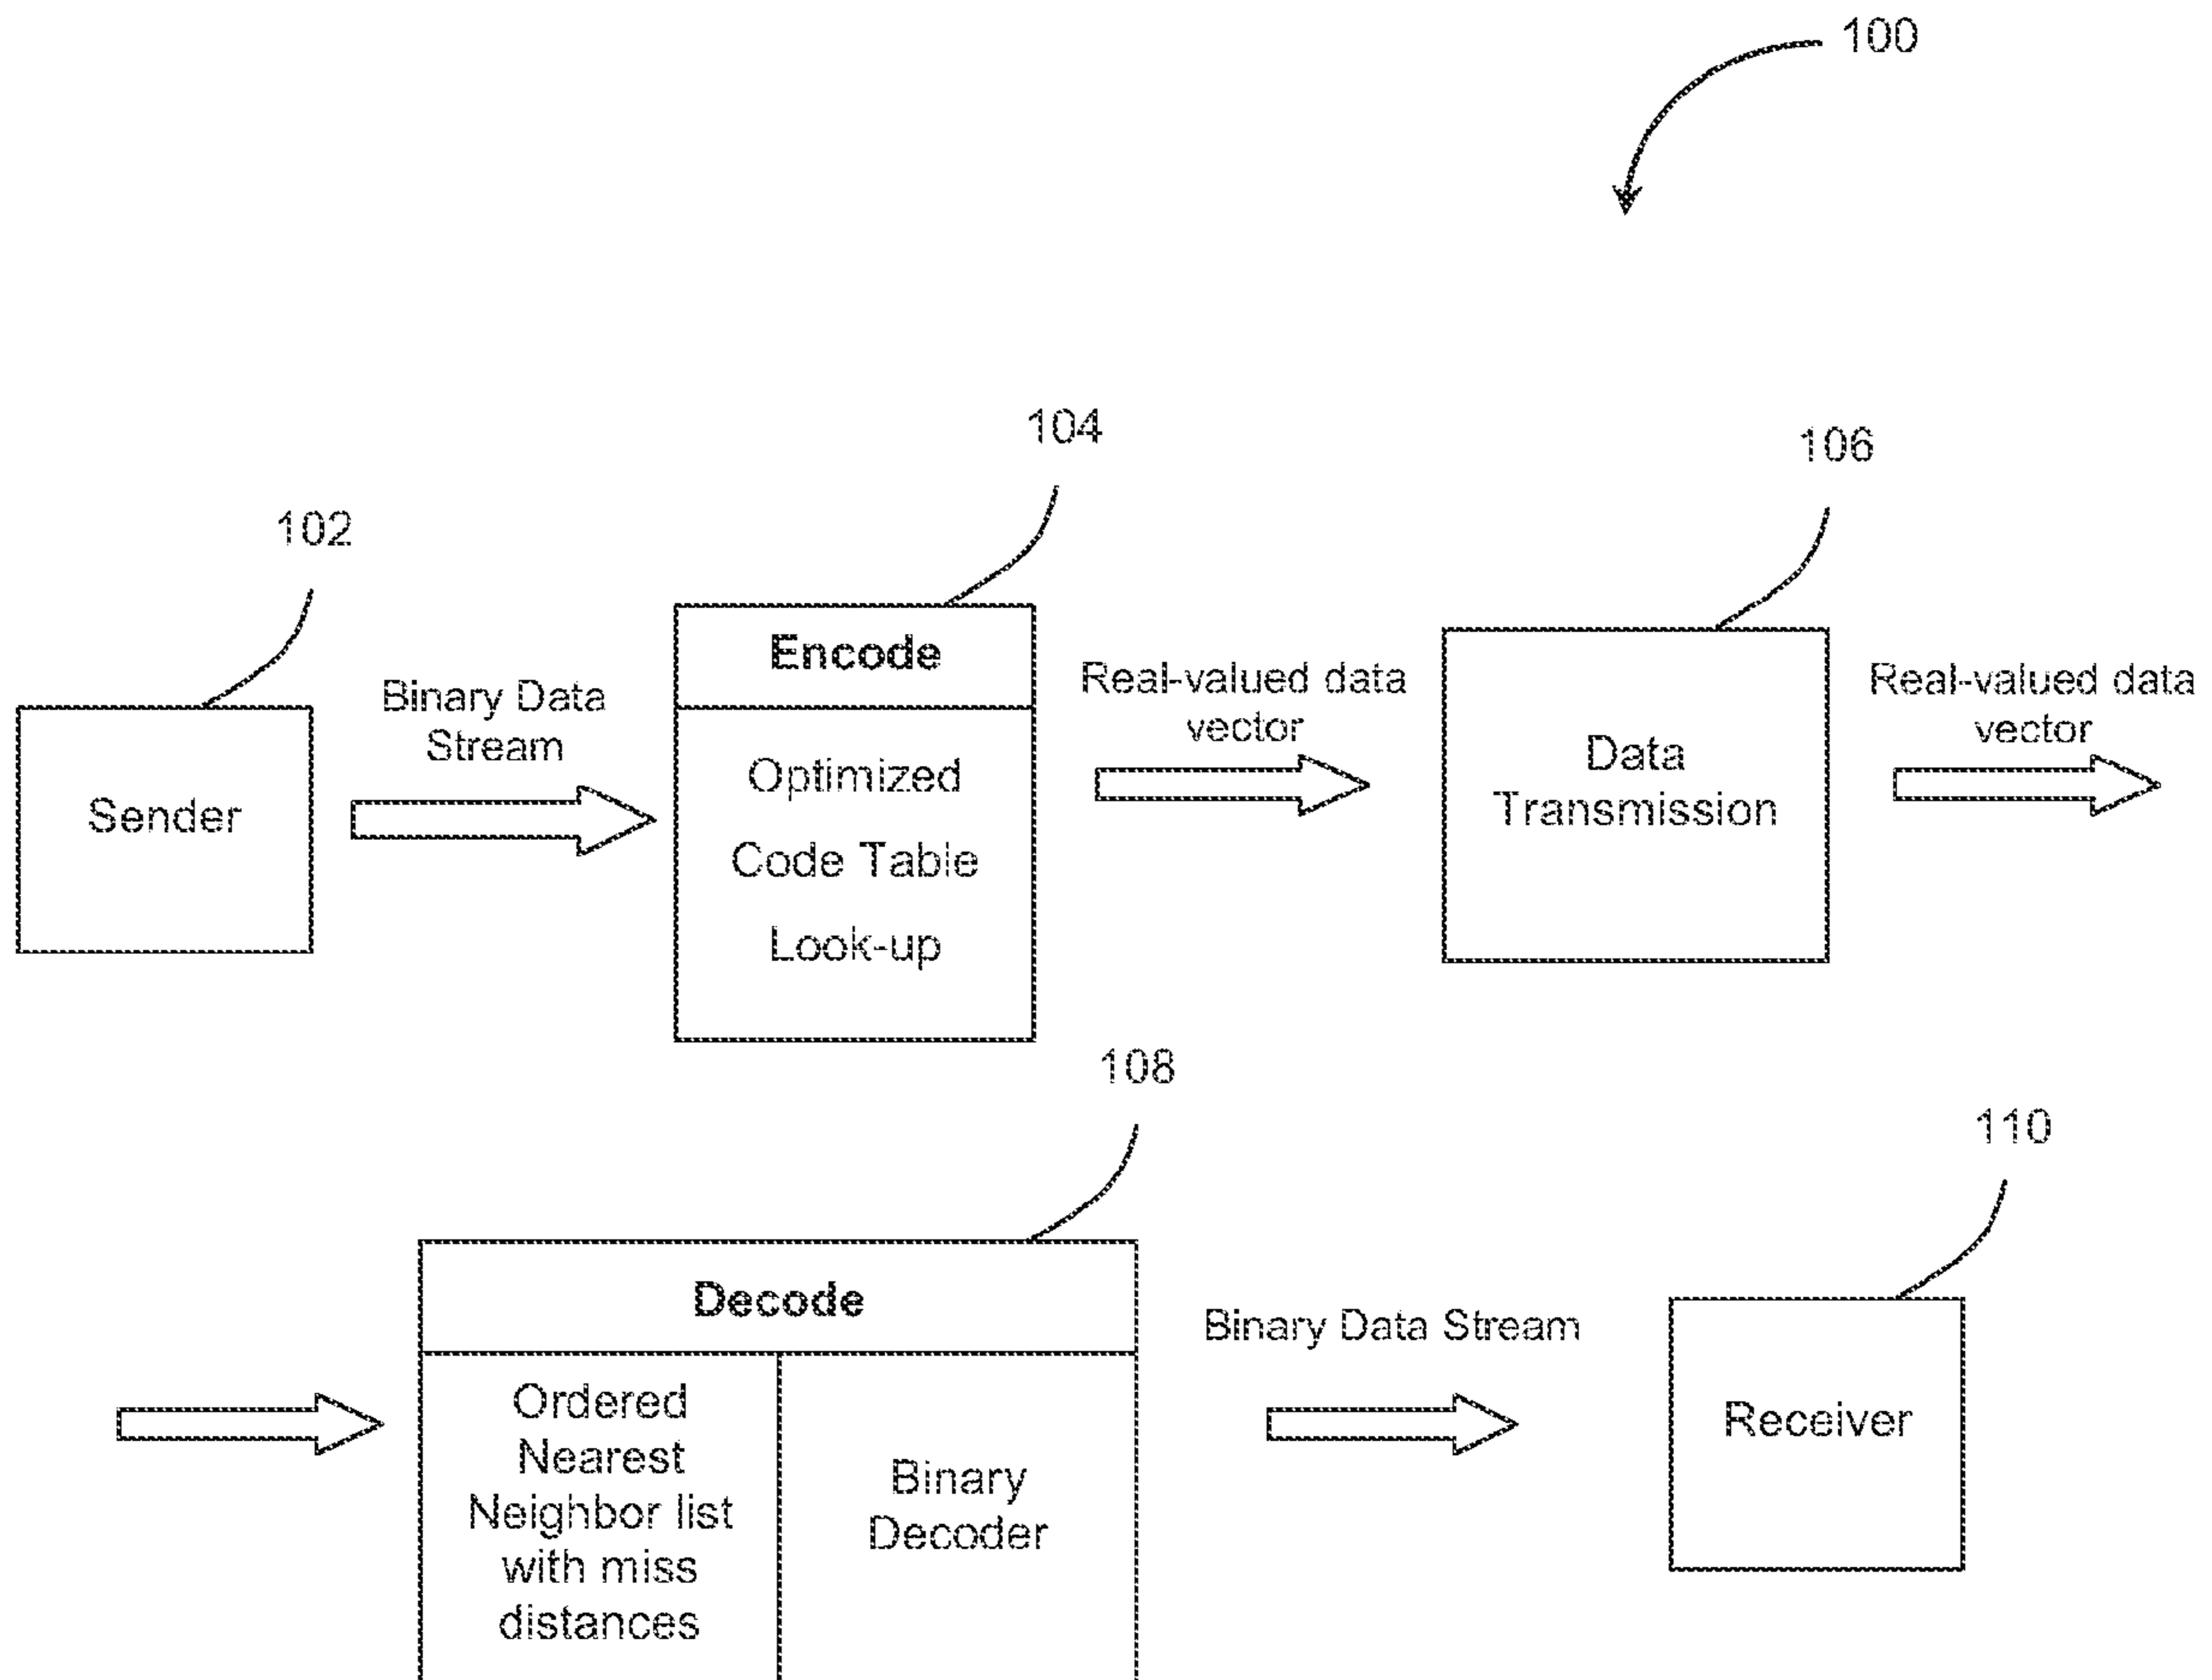 100
104
106
102
Encode
Real-valued data
vector
Real-valued data
vector
Binary Data
Stream
Sender
Optimized
Code Table
Look-up
Data
Transmission
108
110
Decode
Ordered
Nearest
Neighbor list
with miss
distances
Binary
Decoder
Binary Data Stream
Receiver